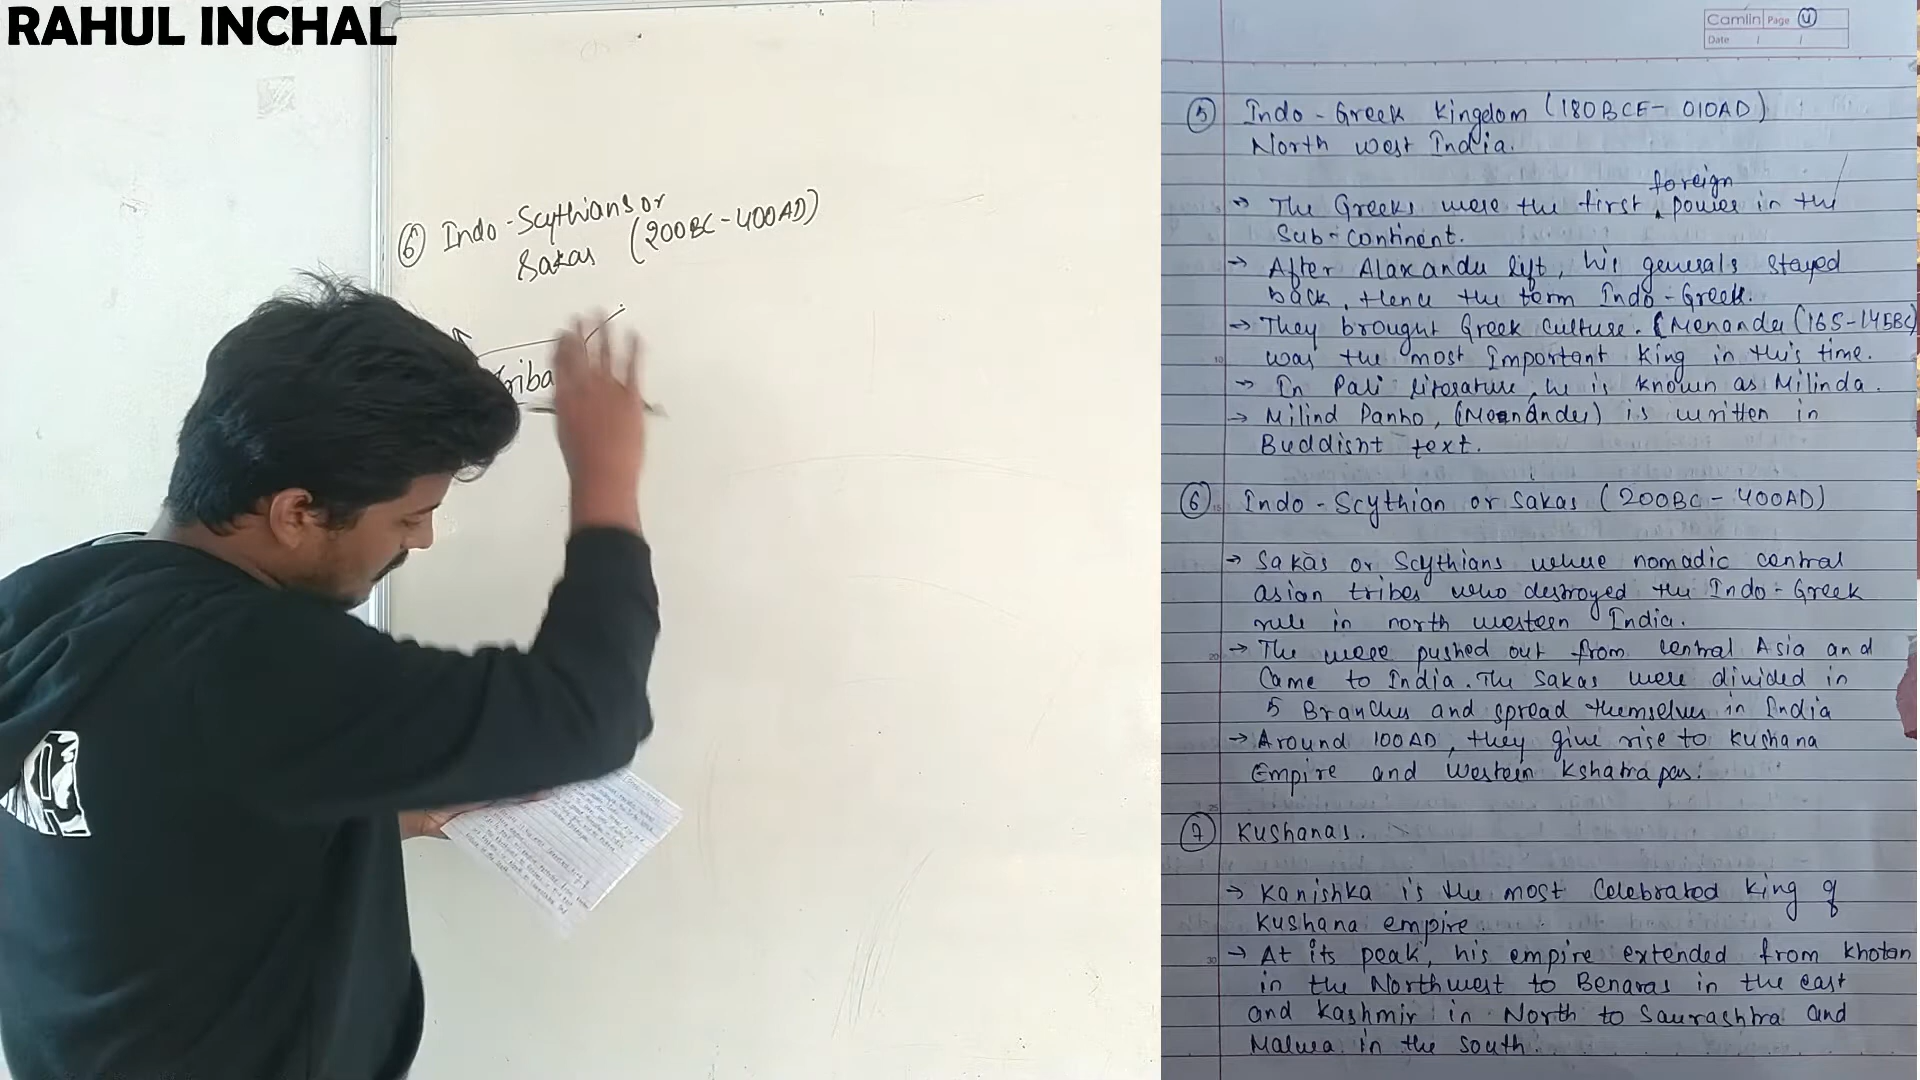 RAHUL INCHAL
⑥ Indo-Scythians or
Sakas (200BC-400AD)
riba
Camlin Page 4
Date / /
⑤ Indo-Greek Kingdom (180BCE- 010AD)
North west India.
foreign
→ The Greeks were the first ‸ power in the
Sub-continent.
→ After Alaxander left, his generals stayed
back. Hence the term Indo-Greek.
→ They brought Greek culture. (Menander (165-145BC)
was the most Important King in this time.
→ In Pali literature, he is known as Milinda.
→ Milind Panho, (Menander) is written in
Buddisht text.
⑥ Indo-Scythian or Sakas (200BC-400AD)
→ Sakas or Scythians where nomadic central
asian tribes who destroyed the Indo-Greek
rule in north western India.
→ The were pushed out from central Asia and
Came to India. The Sakas were divided in
5 Branches and spread themselves in India
→ Around 100AD, they give rise to Kushana
Empire and Western Kshatrapas.
⑦ Kushanas.
→ Kanishka is the most Celebrated King of
Kushana empire.
→ At its peak, his empire extended from Khotan
in the Northwest to Benaras in the east
and Kashmir in North to Saurashtra and
Malwa in the south.